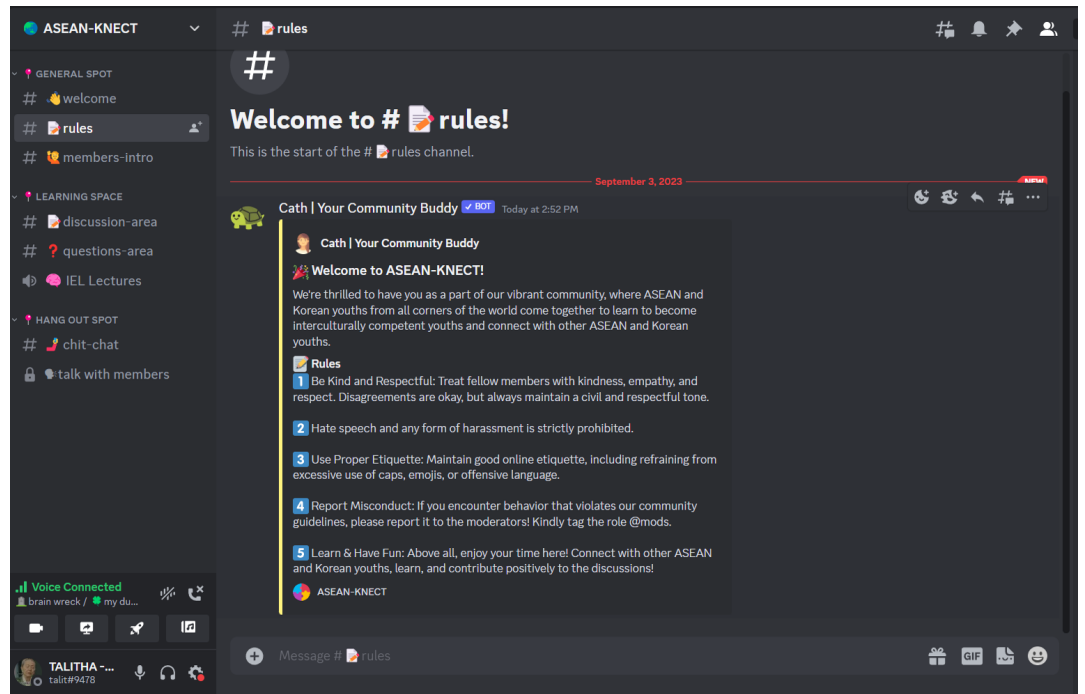 ASEAN-KNECT
GENERAL SPOT
welcome
rules
members-intro
LEARNING SPACE
discussion-area
questions-area
IEL Lectures
HANG OUT SPOT
chit-chat
talk with members
Voice Connected
brain wreck / my du...
TALITHA -...
talit#9478
# rules
#
Welcome to # rules!
This is the start of the # rules channel.
September 3, 2023
NEW
Cath | Your Community Buddy BOT Today at 2:52 PM
Cath | Your Community Buddy
Welcome to ASEAN-KNECT!
We're thrilled to have you as a part of our vibrant community, where ASEAN and
Korean youths from all corners of the world come together to learn to become
interculturally competent youths and connect with other ASEAN and Korean
youths.
Rules
1 Be Kind and Respectful: Treat fellow members with kindness, empathy, and
respect. Disagreements are okay, but always maintain a civil and respectful tone.
2 Hate speech and any form of harassment is strictly prohibited.
3 Use Proper Etiquette: Maintain good online etiquette, including refraining from
excessive use of caps, emojis, or offensive language.
4 Report Misconduct: If you encounter behavior that violates our community
guidelines, please report it to the moderators! Kindly tag the role @mods.
5 Learn & Have Fun: Above all, enjoy your time here! Connect with other ASEAN
and Korean youths, learn, and contribute positively to the discussions!
ASEAN-KNECT
Message # rules
GIF